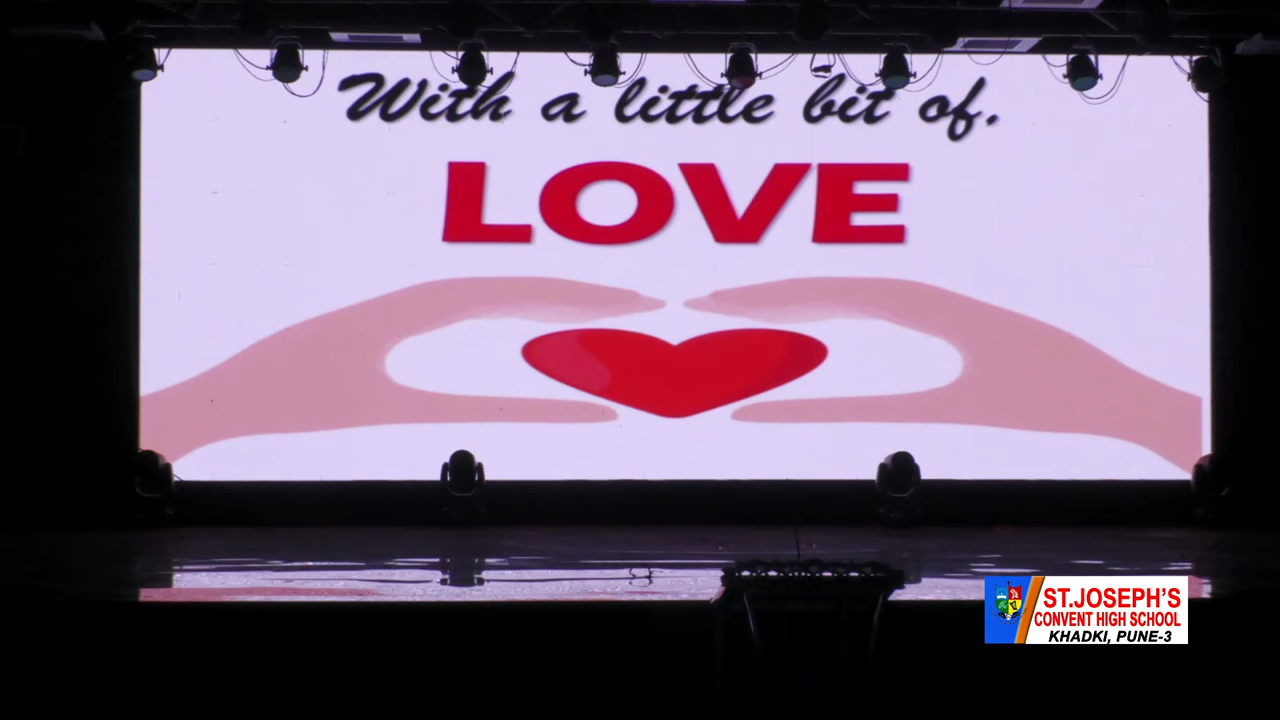 With a little bit of.
LOVE
ST.JOSEPH'S
CONVENT HIGH SCHOOL
KHADKI, PUNE-3